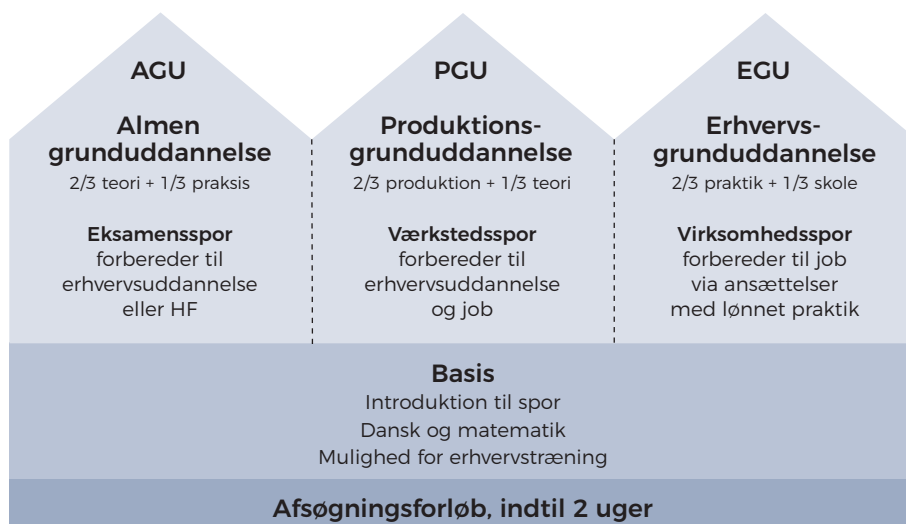 AGU
Almen
grunduddannelse
2/3 teori + 1/3 praksis
Eksamensspor
forbereder til
erhvervsuddannelse
eller HF
PGU
Produktions-
grunduddannelse
2/3 produktion + 1/3 teori
Værkstedsspor
forbereder til
erhvervsuddannelse
og job
EGU
Erhvervs-
grunduddannelse
2/3 praktik + 1/3 skole
Virksomhedsspor
forbereder til job
via ansættelser
med lønnet praktik
Basis
Introduktion til spor
Dansk og matematik
Mulighed for erhvervstræning
Afsøgningsforløb, indtil 2 uger